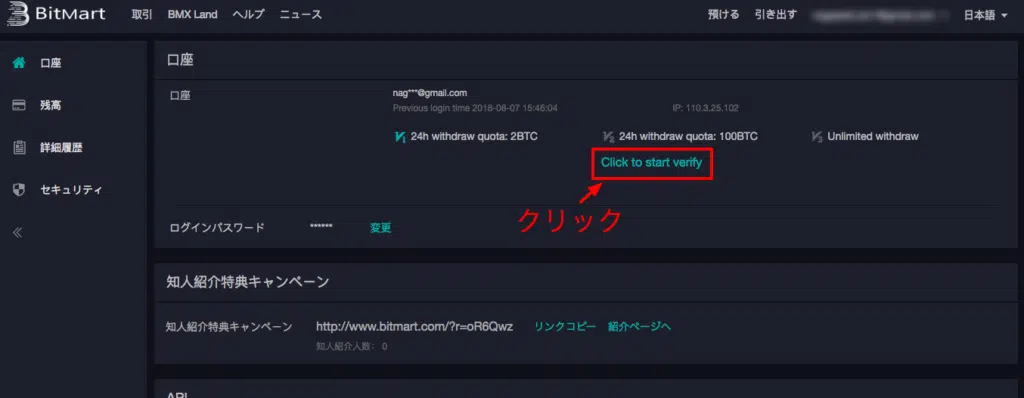 BitMart 取引 BMX Land ヘルプ ニュース 預ける 引き出す 日本語
口座
残高
詳細履歴
セキュリティ
口座
口座
nag***@gmail.com
Previous login time 2018-06-07 15:46:04 IP: 110.3.25.102
V1 24h withdraw quota: 2BTC V2 24h withdraw quota: 100BTC V3 Unlimited withdraw
Click to start verify
クリック
ログインパスワード ****** 変更
知人紹介特典キャンペーン
知人紹介特典キャンペーン http://www.bitmart.com/?r=oR6Qwz リンクコピー 紹介ページへ
知人紹介人数: 0
API